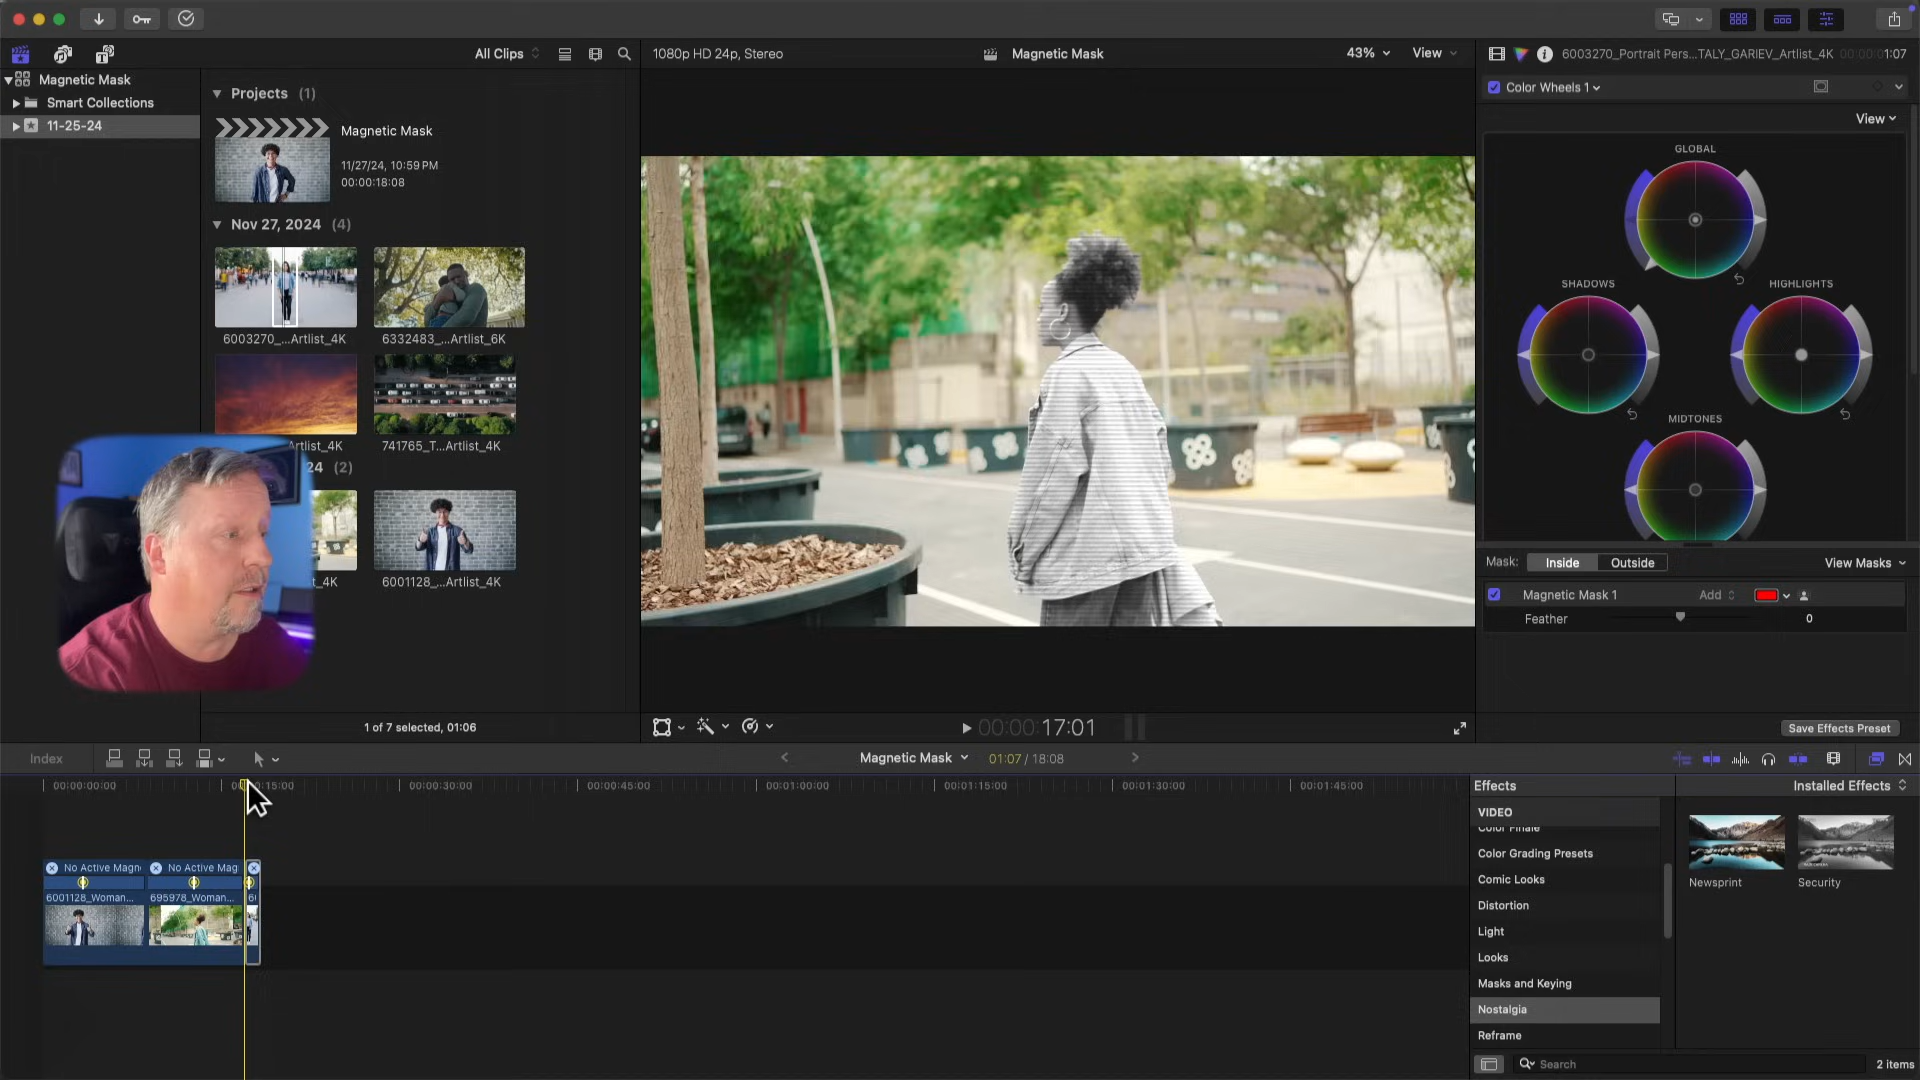 All Clips
1080p HD 24p, Stereo
Magnetic Mask
43%
View
6003270_Portrait Pers...TALY_GARIEV_Artlist_4K
1:07
Magnetic Mask
Smart Collections
11-25-24
Projects (1)
Magnetic Mask
11/27/24, 10:59 PM
00:00:18:08
Nov 27, 2024 (4)
6003270_...Artlist_4K
6332483_...Artlist_6K
Artlist_4K
741765_T...Artlist_4K
24 (2)
_4K
6001128_...Artlist_4K
1 of 7 selected, 01:06
Color Wheels 1
View
GLOBAL
SHADOWS
HIGHLIGHTS
MIDTONES
Mask:
Inside
Outside
View Masks
Magnetic Mask 1
Add
Feather
0
Save Effects Preset
00:00:17:01
Index
Magnetic Mask
01:07 / 18:08
00:00:00:00
:15:00
00:00:30:00
00:00:45:00
00:01:00:00
00:01:15:00
00:01:30:00
00:01:45:00
No Active Magn
No Active Mag
6001128_Woman...
695978_Woman...
Effects
Installed Effects
VIDEO
Color Finale
Color Grading Presets
Comic Looks
Distortion
Light
Looks
Masks and Keying
Nostalgia
Reframe
Newsprint
Security
Search
2 items